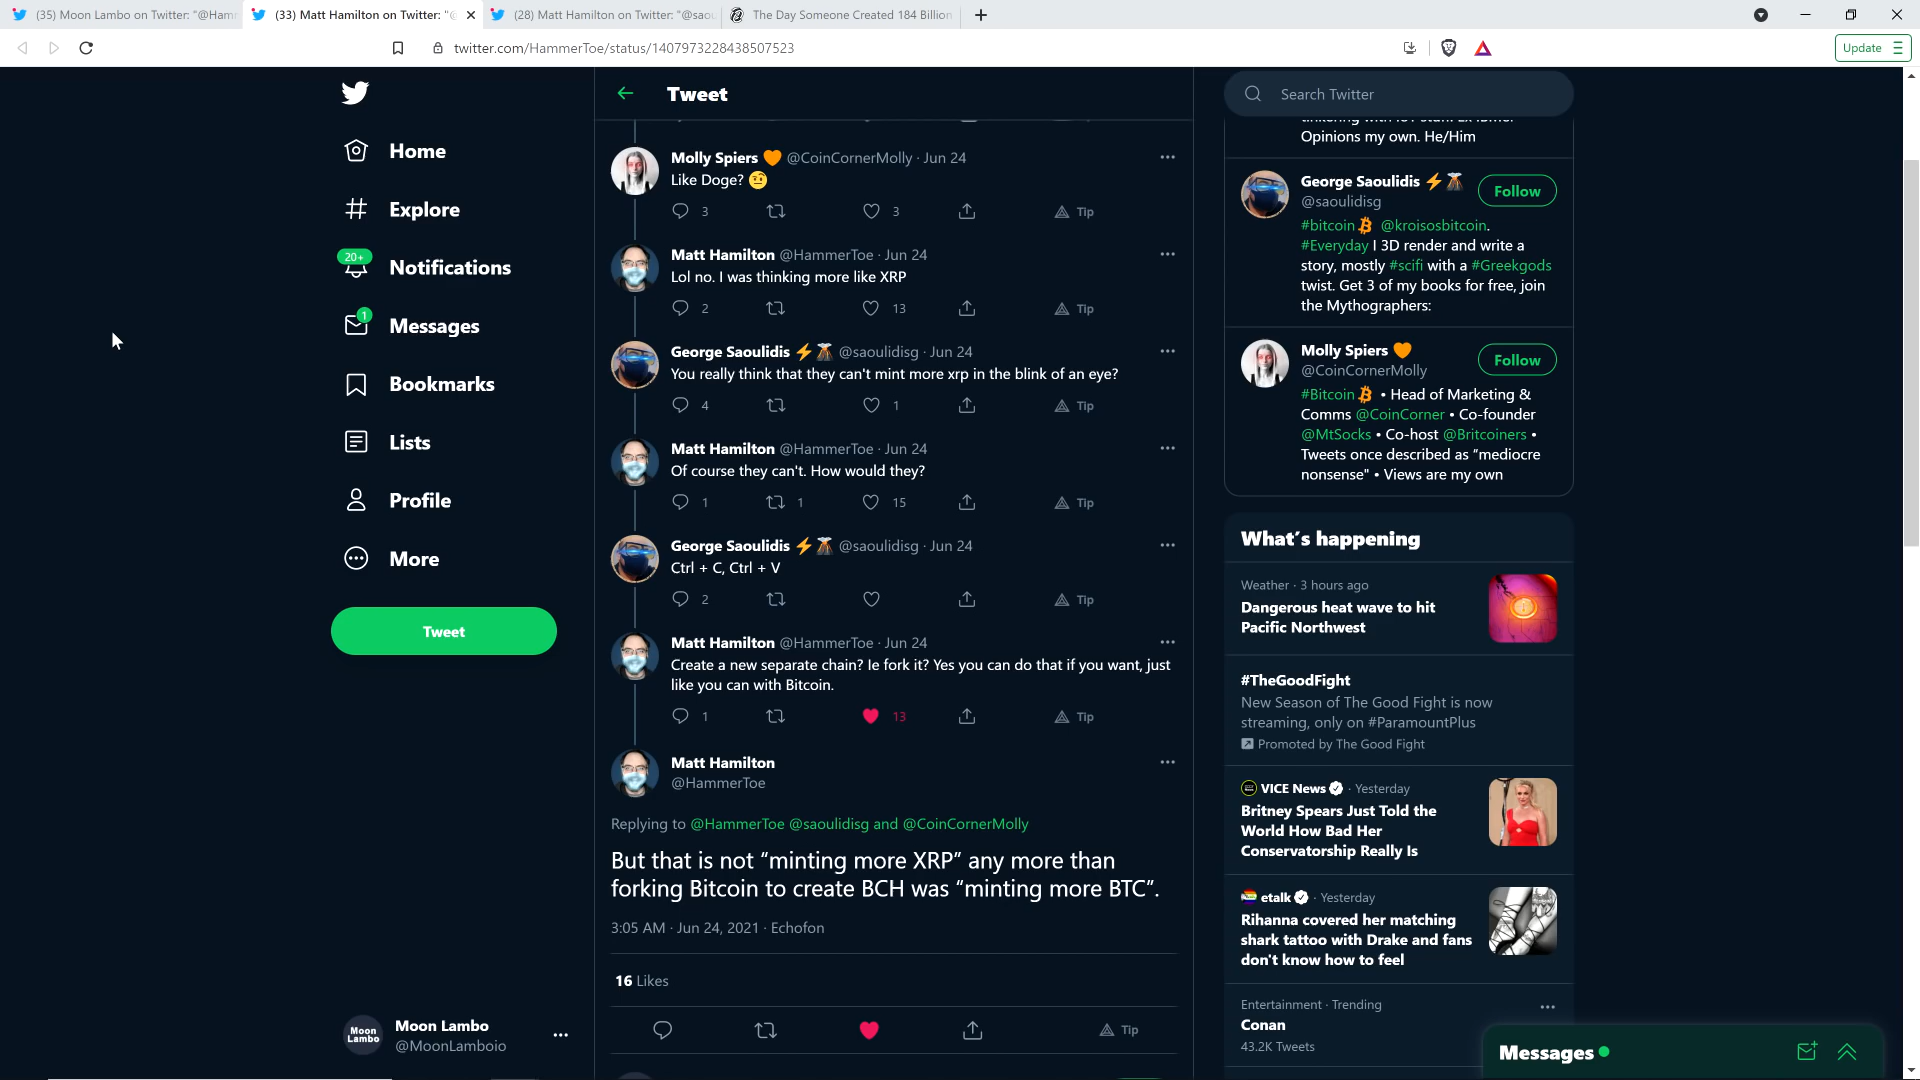 (35) Moon Lambo on Twitter: "@Ham
(33) Matt Hamilton on Twitter: "@
(28) Matt Hamilton on Twitter: "@saou
The Day Someone Created 184 Billion
twitter.com/HammerToe/status/1407973228438507523
Update
Home
Explore
20+
Notifications
1
Messages
Bookmarks
Lists
Profile
More
Tweet
Moon Lambo
Moon Lambo
@MoonLamboio
Tweet
Molly Spiers 🧡 @CoinCornerMolly · Jun 24
Like Doge? 🤨
3 3 Tip
Matt Hamilton @HammerToe · Jun 24
Lol no. I was thinking more like XRP
2 13 Tip
George Saoulidis ⚡🌋 @saoulidisg · Jun 24
You really think that they can't mint more xrp in the blink of an eye?
4 1 Tip
Matt Hamilton @HammerToe · Jun 24
Of course they can't. How would they?
1 1 15 Tip
George Saoulidis ⚡🌋 @saoulidisg · Jun 24
Ctrl + C, Ctrl + V
2 Tip
Matt Hamilton @HammerToe · Jun 24
Create a new separate chain? Ie fork it? Yes you can do that if you want, just
like you can with Bitcoin.
1 13 Tip
Matt Hamilton
@HammerToe
Replying to @HammerToe @saoulidisg and @CoinCornerMolly
But that is not “minting more XRP” any more than
forking Bitcoin to create BCH was “minting more BTC”.
3:05 AM · Jun 24, 2021 · Echofon
16 Likes
Tip
Search Twitter
Opinions my own. He/Him
George Saoulidis ⚡🌋
@saoulidisg
Follow
#bitcoin @kroisosbitcoin.
#Everyday I 3D render and write a
story, mostly #scifi with a #Greekgods
twist. Get 3 of my books for free, join
the Mythographers:
Molly Spiers 🧡
@CoinCornerMolly
Follow
#Bitcoin • Head of Marketing &
Comms @CoinCorner • Co-founder
@MtSocks • Co-host @Britcoiners •
Tweets once described as "mediocre
nonsense" • Views are my own
What's happening
Weather · 3 hours ago
Dangerous heat wave to hit
Pacific Northwest
#TheGoodFight
New Season of The Good Fight is now
streaming, only on #ParamountPlus
Promoted by The Good Fight
VICE News · Yesterday
Britney Spears Just Told the
World How Bad Her
Conservatorship Really Is
etalk · Yesterday
Rihanna covered her matching
shark tattoo with Drake and fans
don't know how to feel
Entertainment · Trending
Conan
43.2K Tweets
Messages